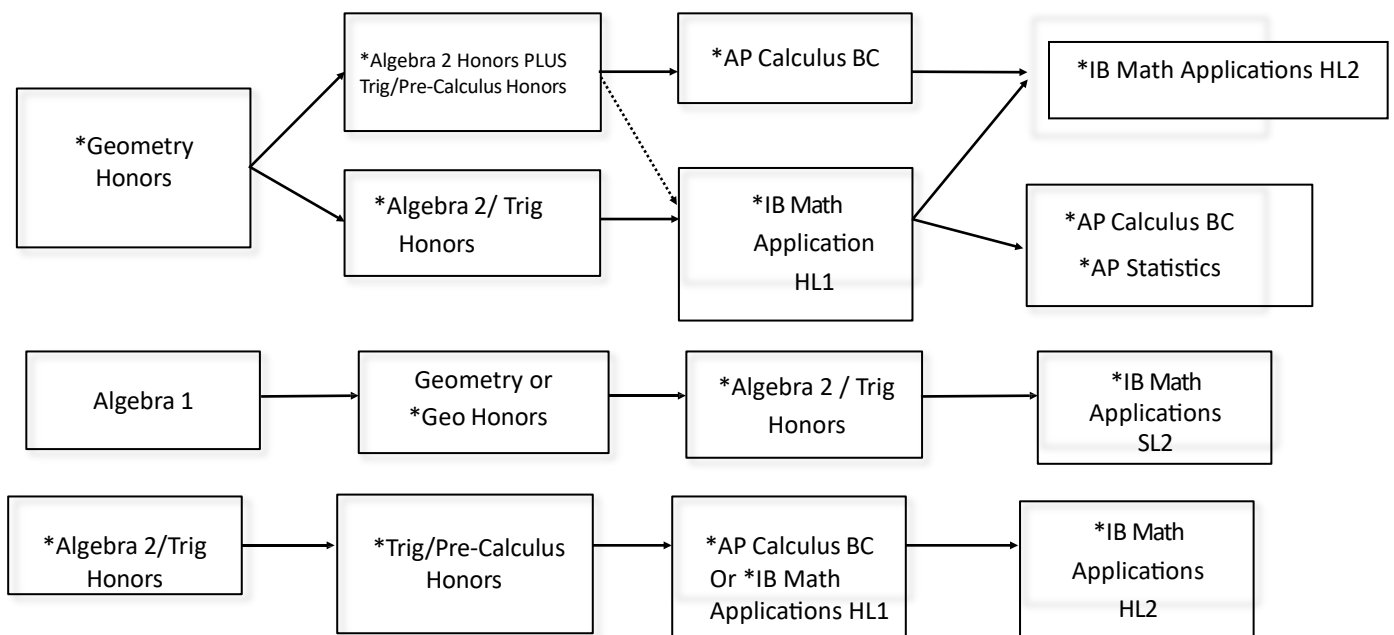 *Geometry
Honors
*Algebra 2 Honors PLUS
Trig/Pre-Calculus Honors
*Algebra 2/ Trig
Honors
*AP Calculus BC
*IB Math
Application
HL1
*IB Math Applications HL2
*AP Calculus BC
*AP Statistics
Algebra 1
Geometry or
*Geo Honors
*Algebra 2 / Trig
Honors
*IB Math
Applications
SL2
*Algebra 2/Trig
Honors
*Trig/Pre-Calculus
Honors
*AP Calculus BC
Or *IB Math
Applications HL1
*IB Math
Applications
HL2